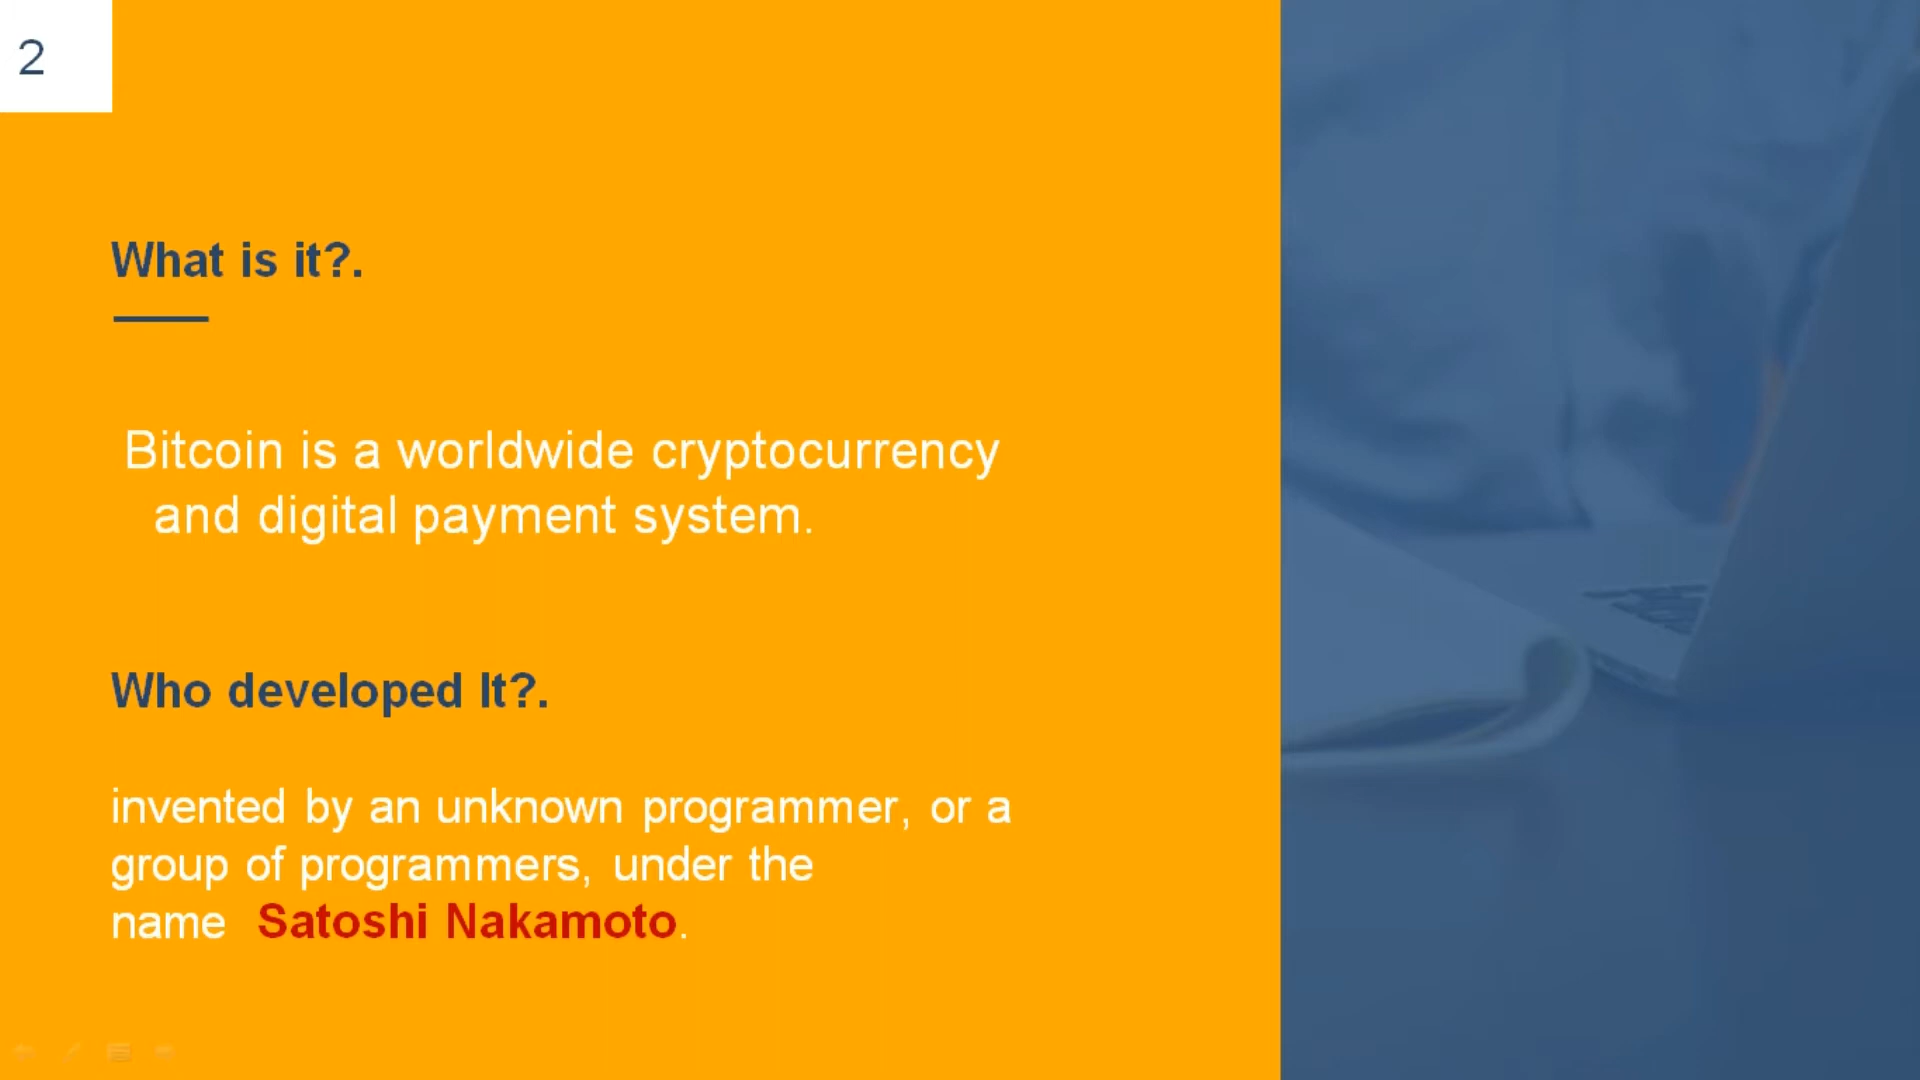 2
What is it?.
Bitcoin is a worldwide cryptocurrency
and digital payment system.
Who developed It?.
invented by an unknown programmer, or a
group of programmers, under the
name Satoshi Nakamoto.